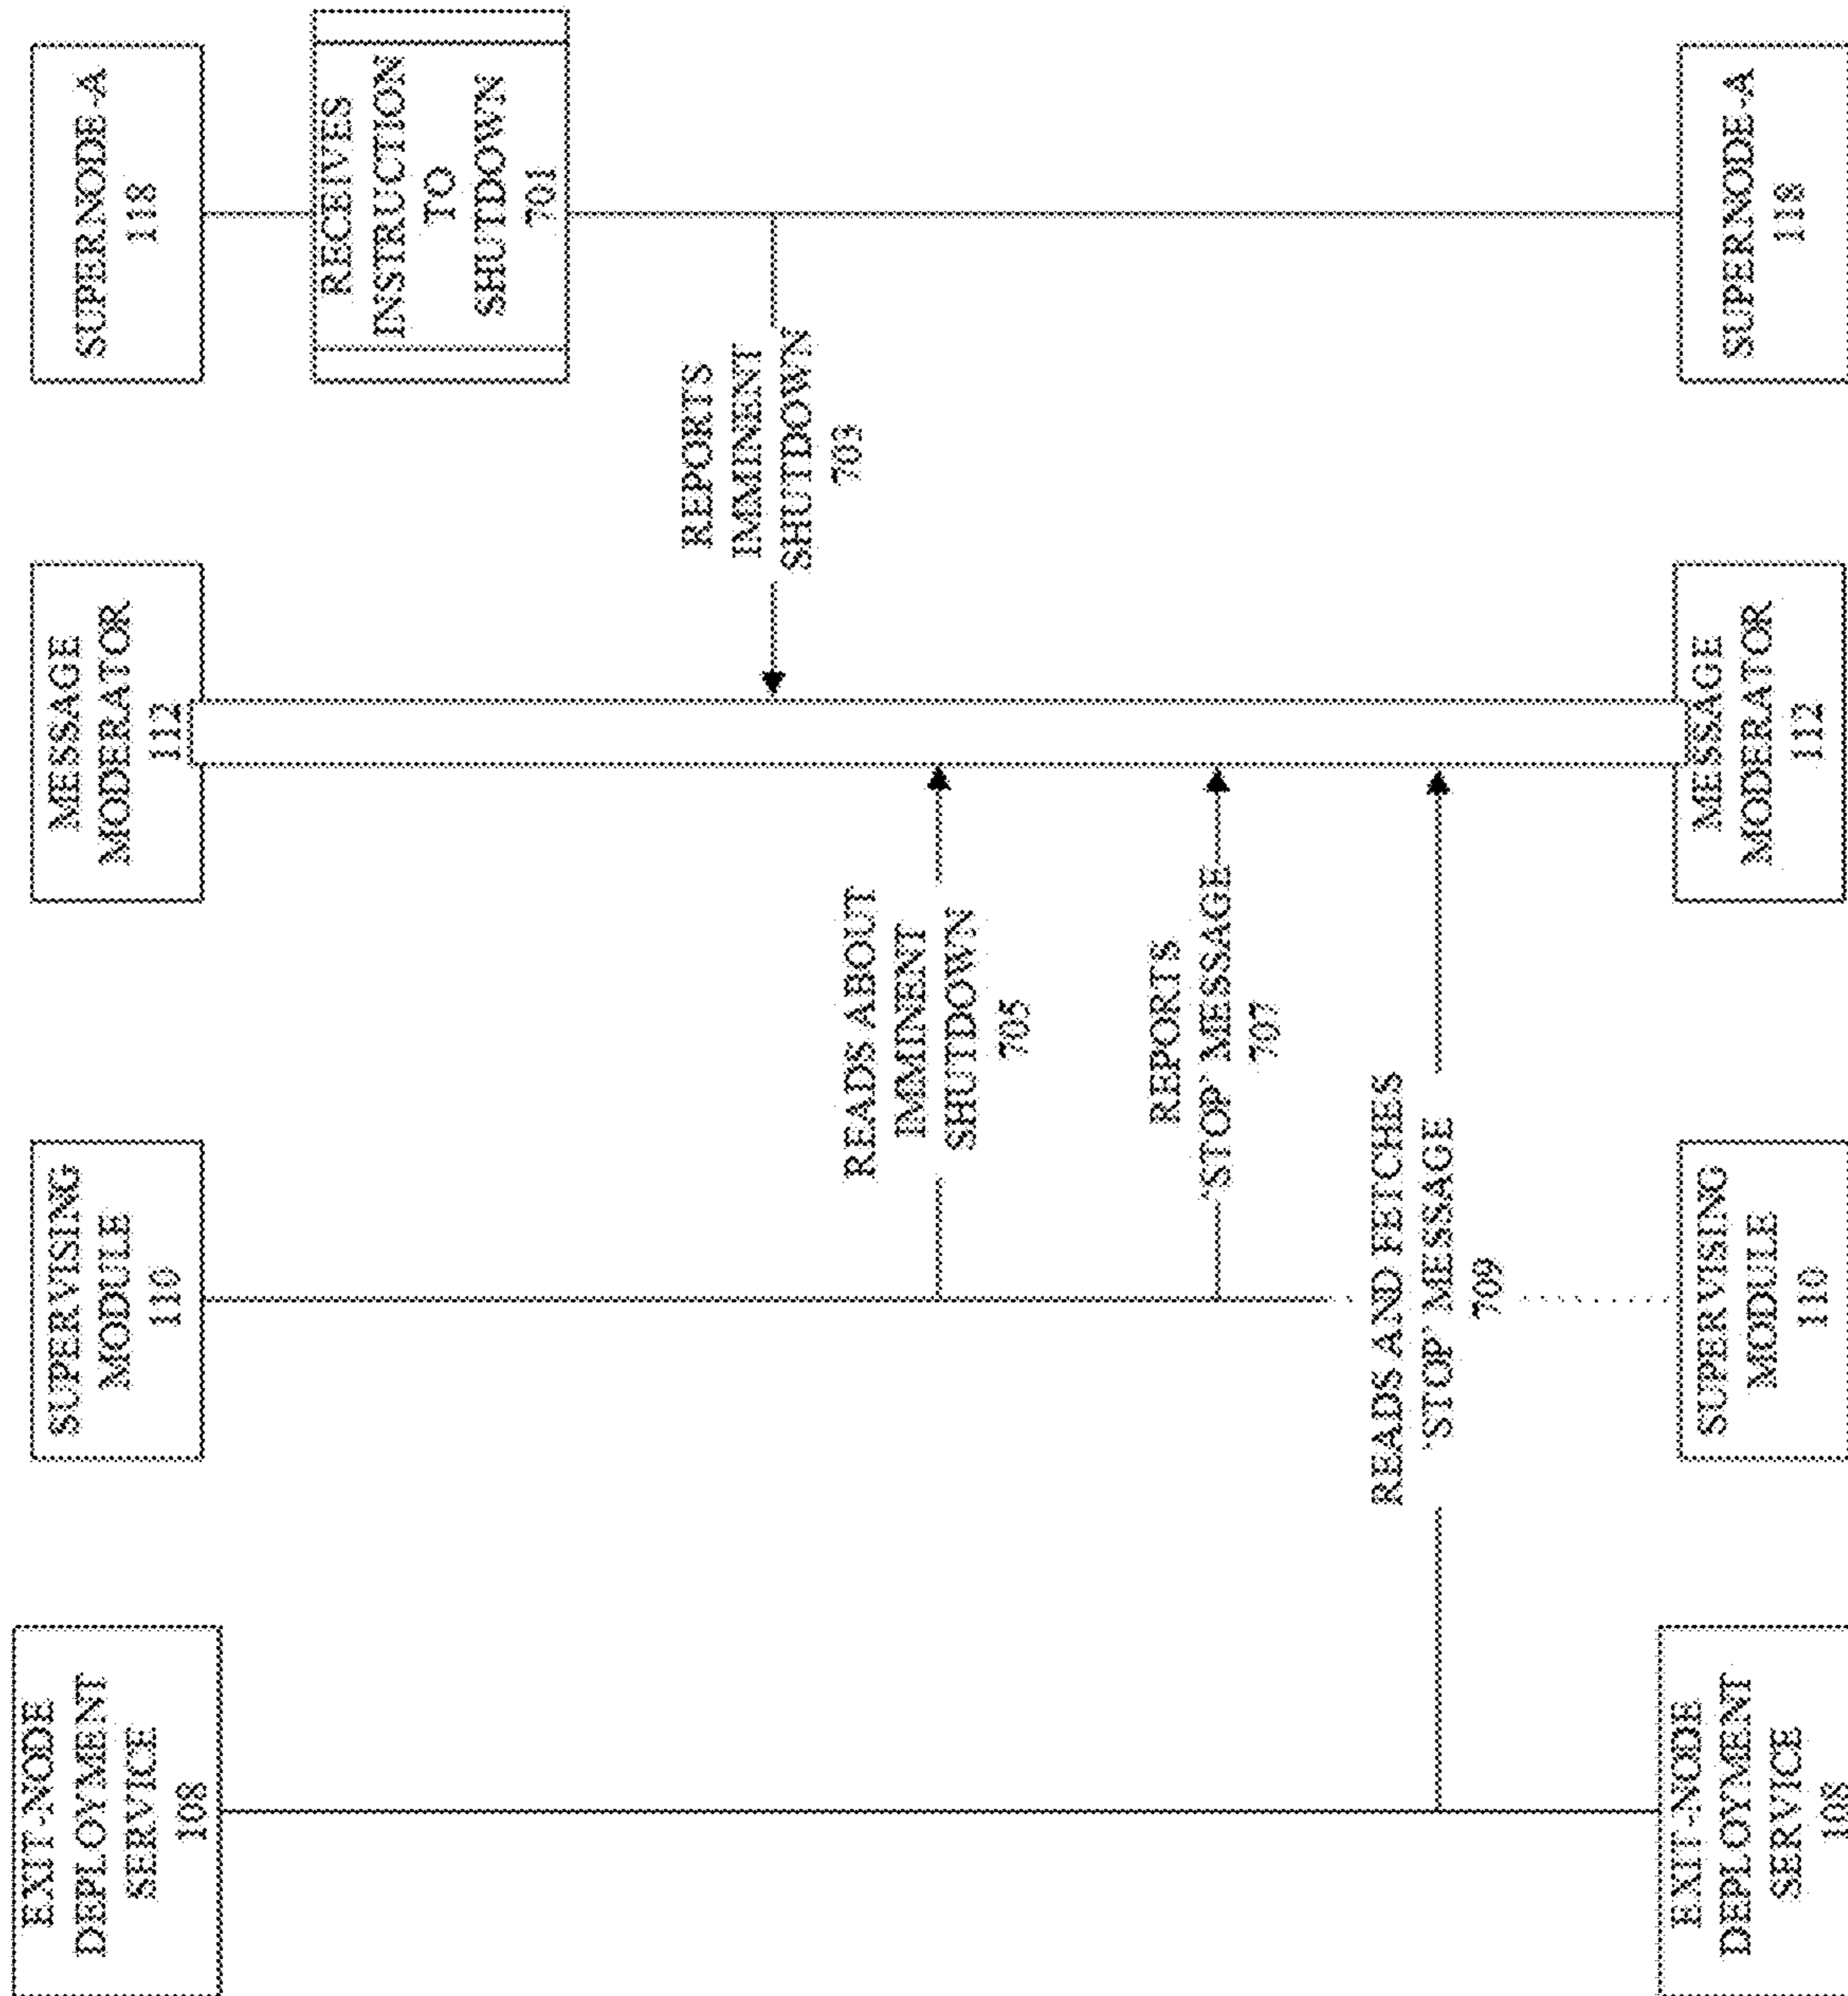 EXIT-NODE
DEPLOYMENT
SERVICE
108
SUPERVISING
MODULE
110
MESSAGE
MODERATOR
112
SUPERNODE-A
118
RECEIVES
INSTRUCTION
TO
SHUTDOWN
701
REPORTS
IMMINENT
SHUTDOWN
703
READS ABOUT
IMMINENT
SHUTDOWN
705
REPORTS
'STOP' MESSAGE
707
READS AND FETCHES
'STOP' MESSAGE
709
EXIT-NODE
DEPLOYMENT
SERVICE
108
SUPERVISING
MODULE
110
MESSAGE
MODERATOR
112
SUPERNODE-A
118